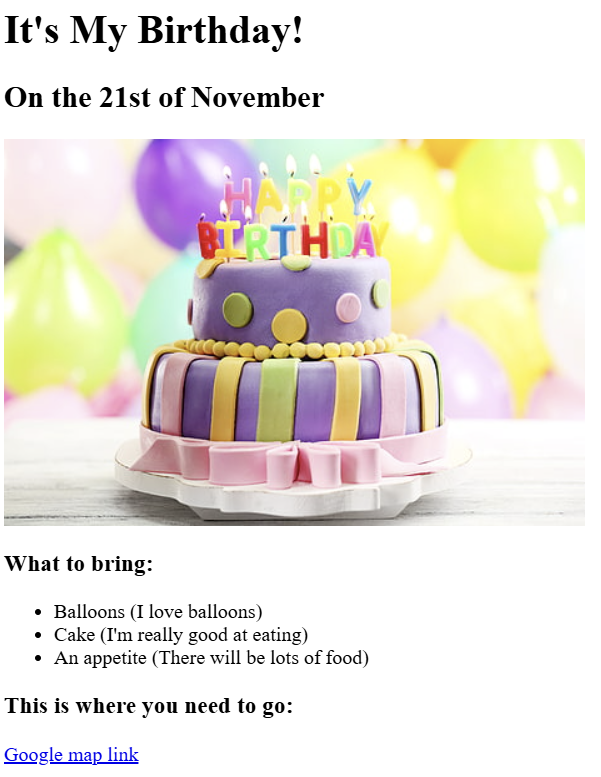 It's My Birthday!
On the 21st of November
HAPPY
BIRTHDAY
What to bring:
Balloons (I love balloons)
Cake (I'm really good at eating)
An appetite (There will be lots of food)
This is where you need to go:
Google map link